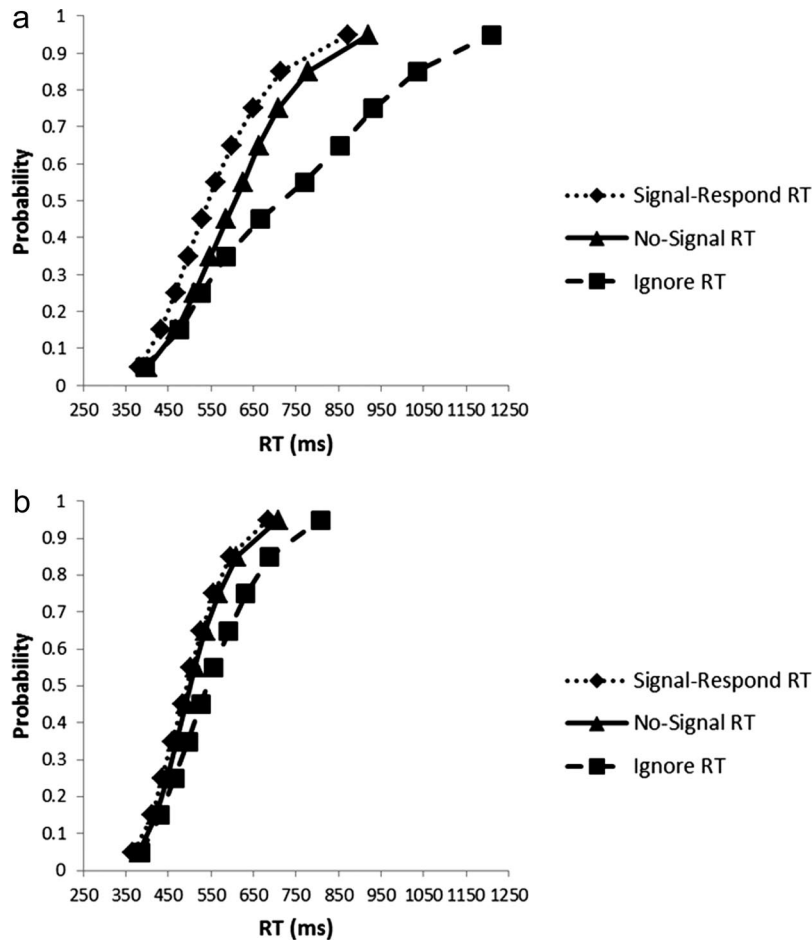 a
1
0.9
0.8
0.7
0.6
0.5
0.4
0.3
0.2
0.1
0
Probability
250 350 450 550 650 750 850 950 1050 1150 1250
RT (ms)
Signal-Respond RT
No-Signal RT
Ignore RT
b
1
0.9
0.8
0.7
0.6
0.5
0.4
0.3
0.2
0.1
0
Probability
250 350 450 550 650 750 850 950 1050 1150 1250
RT (ms)
Signal-Respond RT
No-Signal RT
Ignore RT